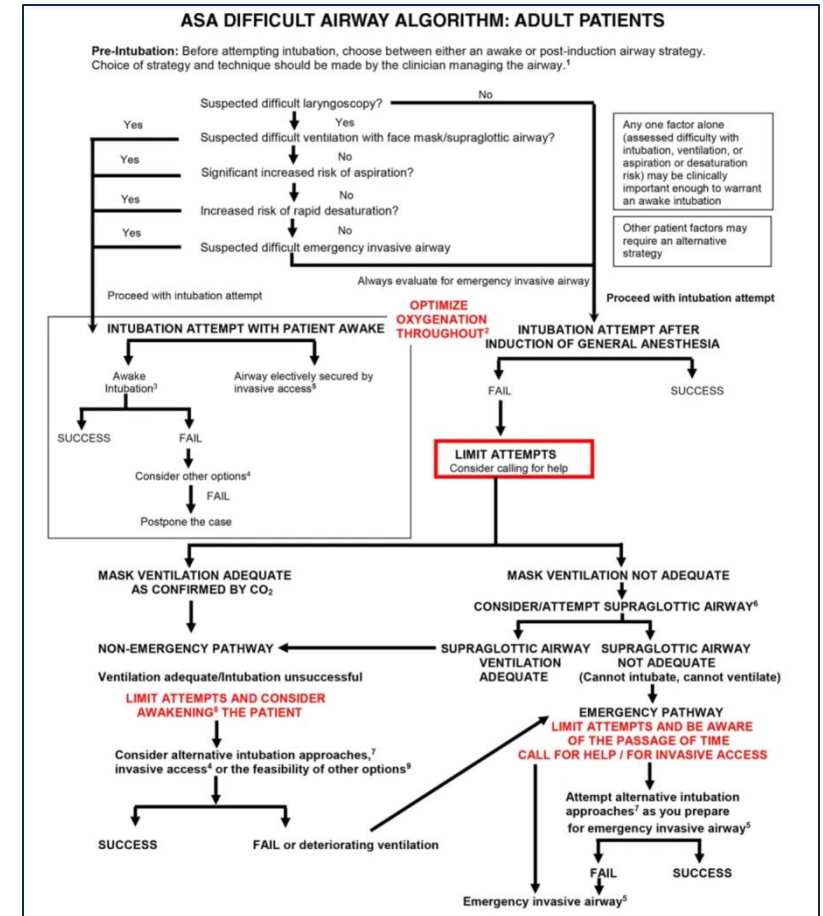 ASA DIFFICULT AIRWAY ALGORITHM: ADULT PATIENTS
Pre-Intubation: Before attempting intubation, choose between either an awake or post-induction airway strategy.
Choice of strategy and technique should be made by the clinician managing the airway.¹
Suspected difficult laryngoscopy?
No
Yes
Yes
Suspected difficult ventilation with face mask/supraglottic airway?
No
Yes
Significant increased risk of aspiration?
No
Yes
Increased risk of rapid desaturation?
No
Yes
Suspected difficult emergency invasive airway
Any one factor alone
(assessed difficulty with
intubation, ventilation, or
aspiration or desaturation
risk) may be clinically
important enough to warrant
an awake intubation
Other patient factors may
require an alternative
strategy
Always evaluate for emergency invasive airway
Proceed with intubation attempt
Proceed with intubation attempt
OPTIMIZE
OXYGENATION
THROUGHOUT²
INTUBATION ATTEMPT WITH PATIENT AWAKE
INTUBATION ATTEMPT AFTER
INDUCTION OF GENERAL ANESTHESIA
Awake
Intubation³
Airway electively secured by
invasive access⁵
SUCCESS
FAIL
Consider other options⁴
FAIL
Postpone the case
FAIL
SUCCESS
LIMIT ATTEMPTS
Consider calling for help
MASK VENTILATION ADEQUATE
AS CONFIRMED BY CO₂
MASK VENTILATION NOT ADEQUATE
CONSIDER/ATTEMPT SUPRAGLOTTIC AIRWAY⁶
NON-EMERGENCY PATHWAY
SUPRAGLOTTIC AIRWAY
VENTILATION
ADEQUATE
SUPRAGLOTTIC AIRWAY
NOT ADEQUATE
(Cannot intubate, cannot ventilate)
Ventilation adequate/Intubation unsuccessful
LIMIT ATTEMPTS AND CONSIDER
AWAKENING⁸ THE PATIENT
EMERGENCY PATHWAY
LIMIT ATTEMPTS AND BE AWARE
OF THE PASSAGE OF TIME
CALL FOR HELP / FOR INVASIVE ACCESS
Consider alternative intubation approaches,⁷
invasive access⁴ or the feasibility of other options⁹
Attempt alternative intubation
approaches⁷ as you prepare
for emergency invasive airway⁵
SUCCESS
FAIL or deteriorating ventilation
FAIL
SUCCESS
Emergency invasive airway⁵